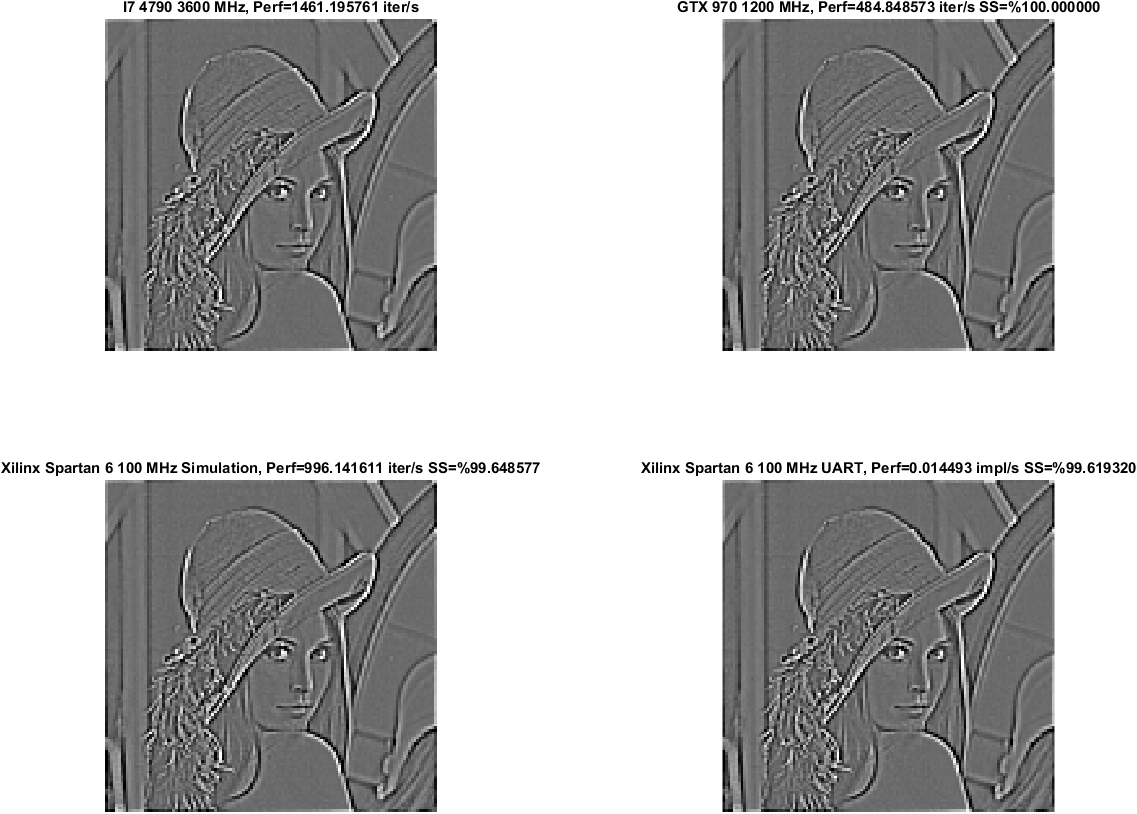 I7 4790 3600 MHz, Perf=1461.195761 iter/s
GTX 970 1200 MHz, Perf=484.848573 iter/s SS=%100.000000
Xilinx Spartan 6 100 MHz Simulation, Perf=996.141611 iter/s SS=%99.648577
Xilinx Spartan 6 100 MHz UART, Perf=0.014493 impl/s SS=%99.619320